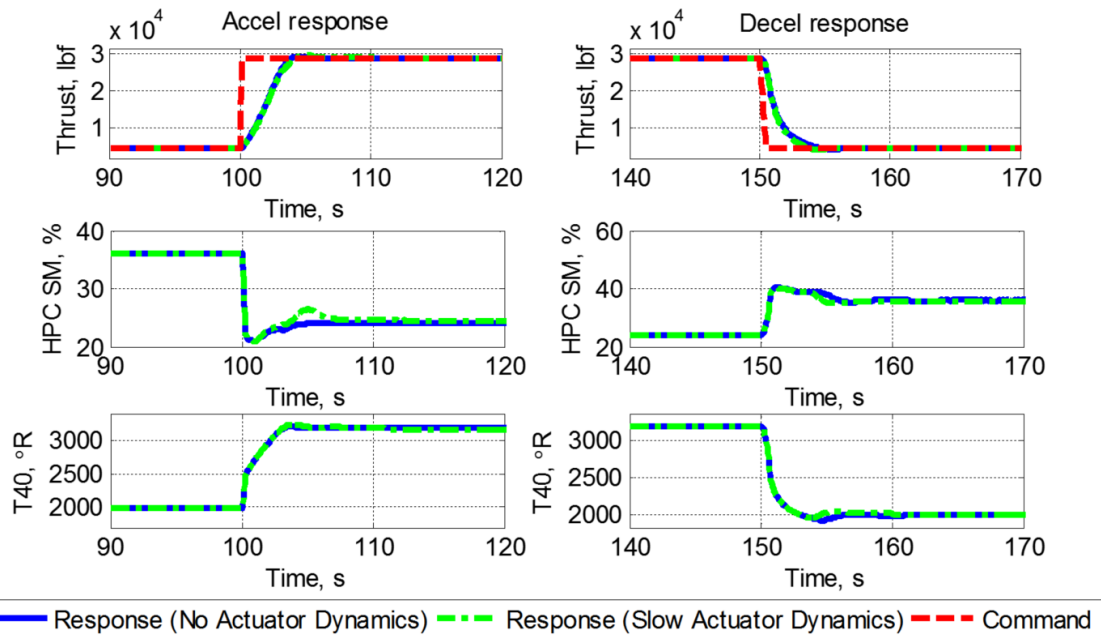 Accel response
x 10^4
Thrust, lbf
3
2
1
90 100 110 120
Time, s
Decel response
x 10^4
Thrust, lbf
3
2
1
140 150 160 170
Time, s
HPC SM, %
40
30
20
90 100 110 120
Time, s
HPC SM, %
60
40
20
140 150 160 170
Time, s
T40, °R
3000
2500
2000
90 100 110 120
Time, s
T40, °R
3000
2500
2000
140 150 160 170
Time, s
Response (No Actuator Dynamics) Response (Slow Actuator Dynamics) Command